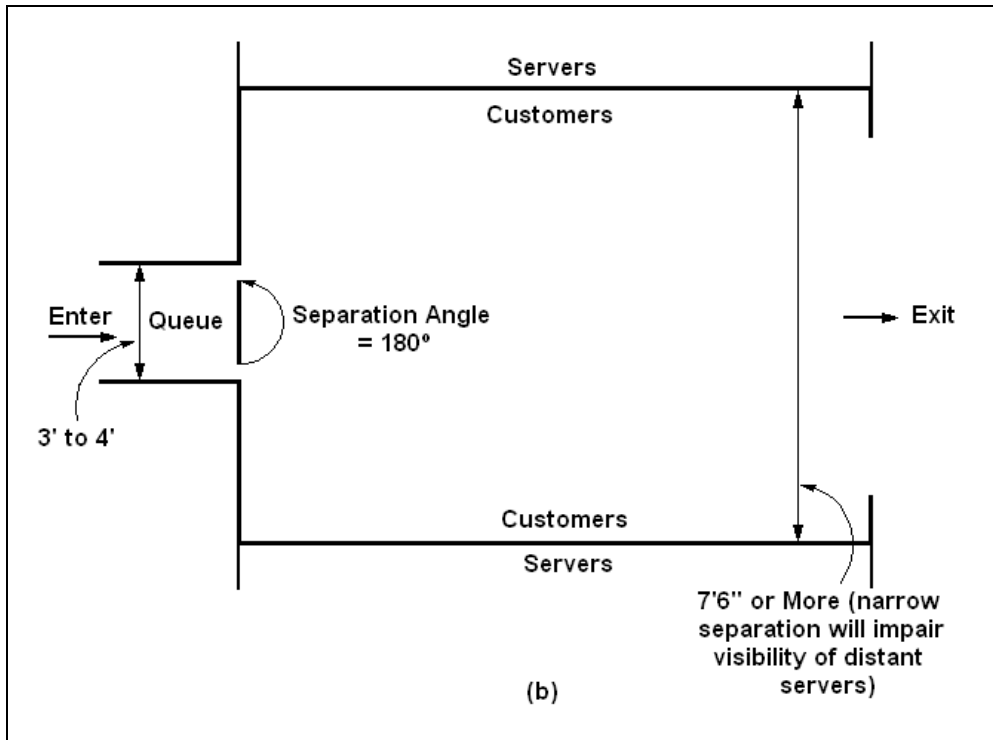 Servers
Customers
Enter
Queue
Separation Angle
= 180°
Exit
3' to 4'
Customers
Servers
7'6" or More (narrow
separation will impair
visibility of distant
servers)
(b)